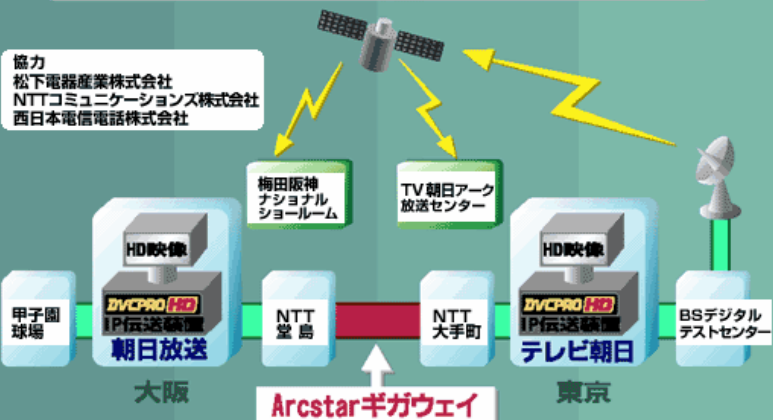 協力
松下電器産業株式会社
NTTコミュニケーションズ株式会社
西日本電信電話株式会社
梅田阪神
ナショナル
ショールーム
TV朝日アーク
放送センター
甲子園
球場
HD映像
DVCPRO HD
IP伝送装置
朝日放送
NTT
堂島
NTT
大手町
HD映像
DVCPRO HD
IP伝送装置
テレビ朝日
BSデジタル
テストセンター
大阪
Arcstarギガウェイ
東京